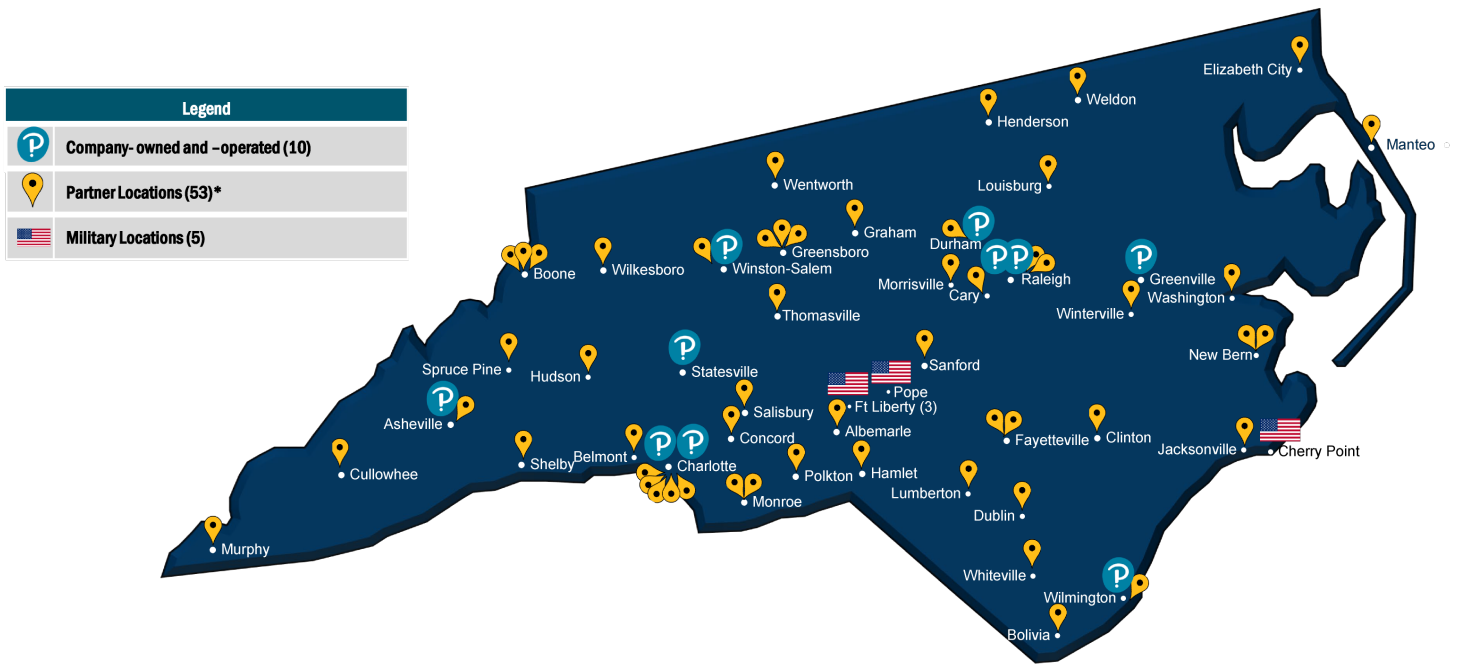 Legend
Company- owned and –operated (10)
Partner Locations (53)*
Military Locations (5)
Elizabeth City
Weldon
Henderson
Manteo
Wentworth
Louisburg
Graham
Durham
Greensboro
Boone
Wilkesboro
Winston-Salem
Raleigh
Greenville
Morrisville
Cary
Washington
Thomasville
Winterville
New Bern
Spruce Pine
Hudson
Statesville
Sanford
Pope
Ft Liberty (3)
Salisbury
Asheville
Albemarle
Concord
Fayetteville
Clinton
Jacksonville
Cherry Point
Belmont
Shelby
Charlotte
Cullowhee
Polkton
Hamlet
Lumberton
Monroe
Dublin
Murphy
Whiteville
Wilmington
Bolivia